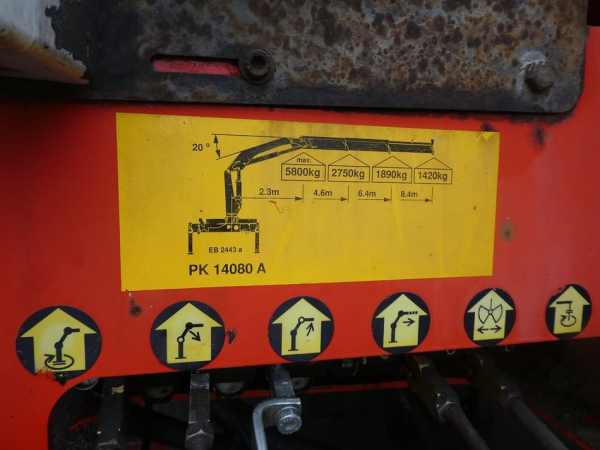 20°
max.
5800kg 2750kg 1890kg 1420kg
2.3m 4.6m 6.4m 8.4m
EB 2443 a
PK 14080 A